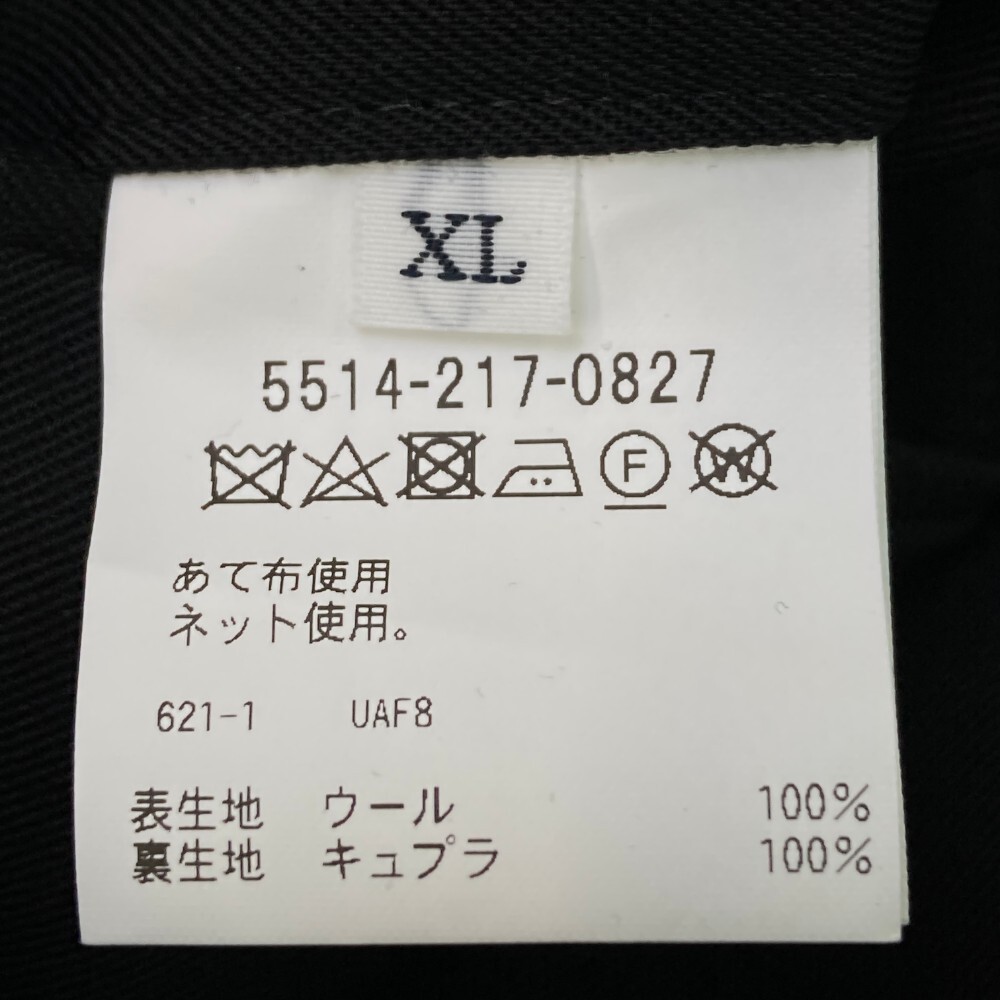 XL
5514-217-0827
F W
あて布使用
ネット使用。
621-1 UAF8
表生地 ウール 100%
裏生地 キュプラ 100%